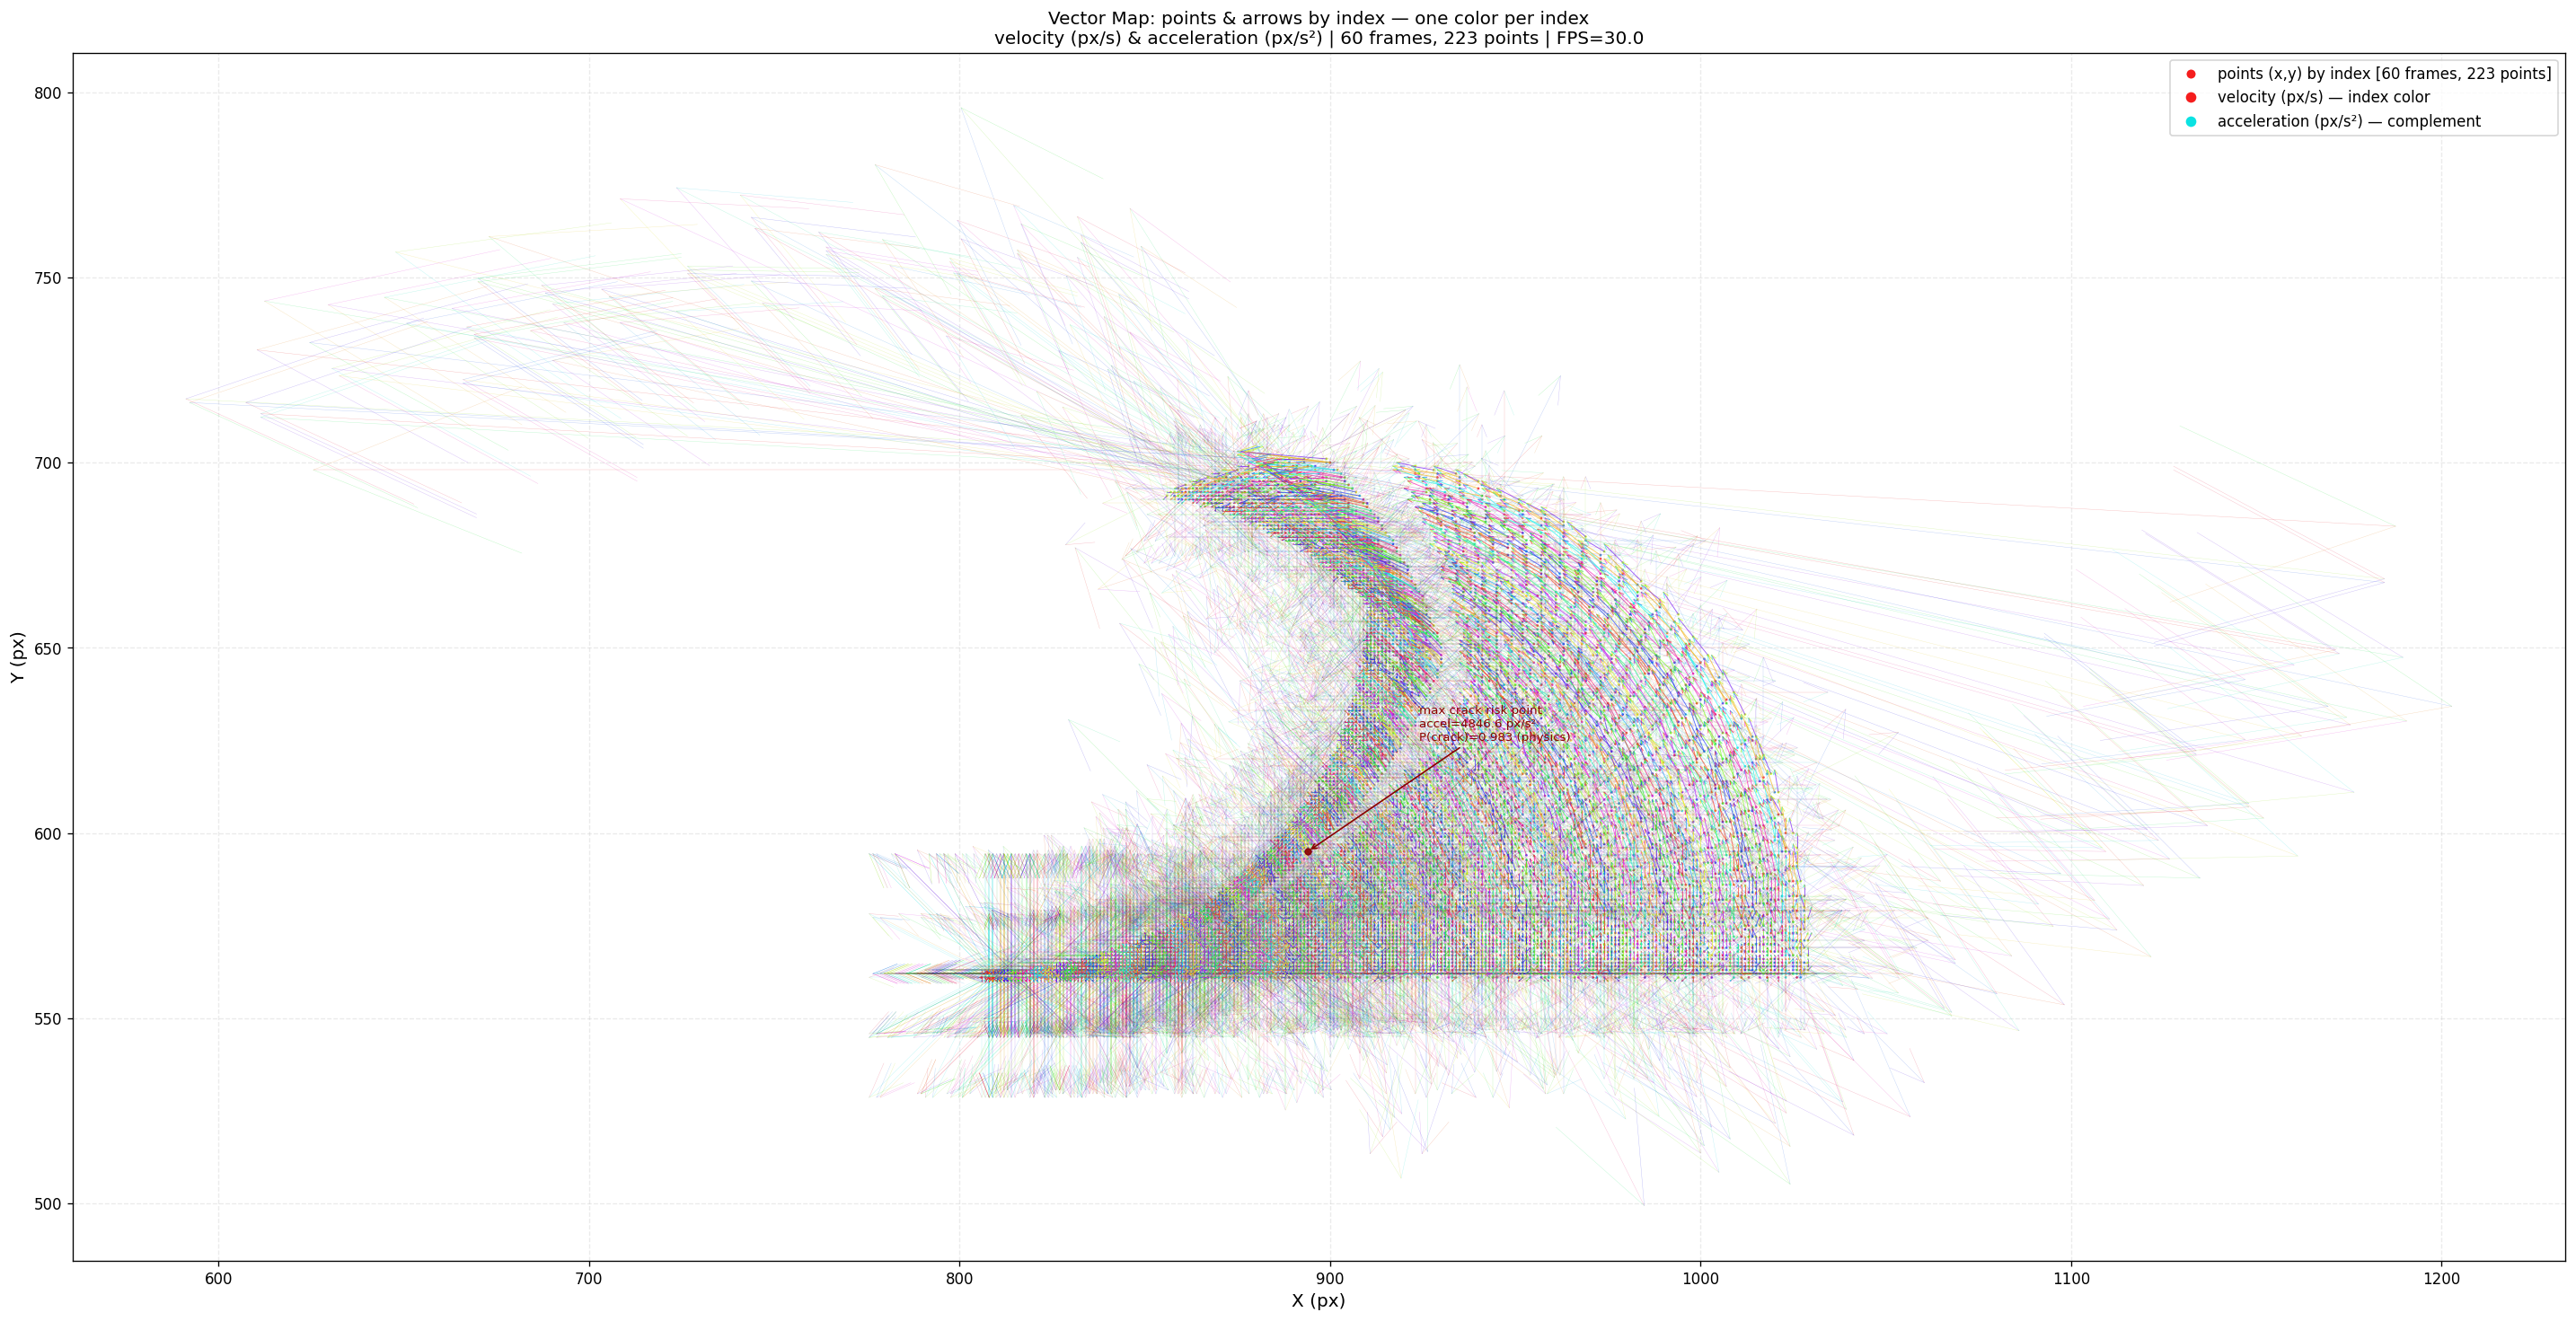 Vector Map: points & arrows by index — one color per index
velocity (px/s) & acceleration (px/s²) | 60 frames, 223 points | FPS=30.0
points (x,y) by index [60 frames, 223 points]
velocity (px/s) — index color
acceleration (px/s²) — complement
800
750
700
650
600
550
500
Y (px)
max crack risk point
accel=4846.6 px/s²
P(crack)=0.983 (physics)
600
700
800
900
1000
1100
1200
X (px)